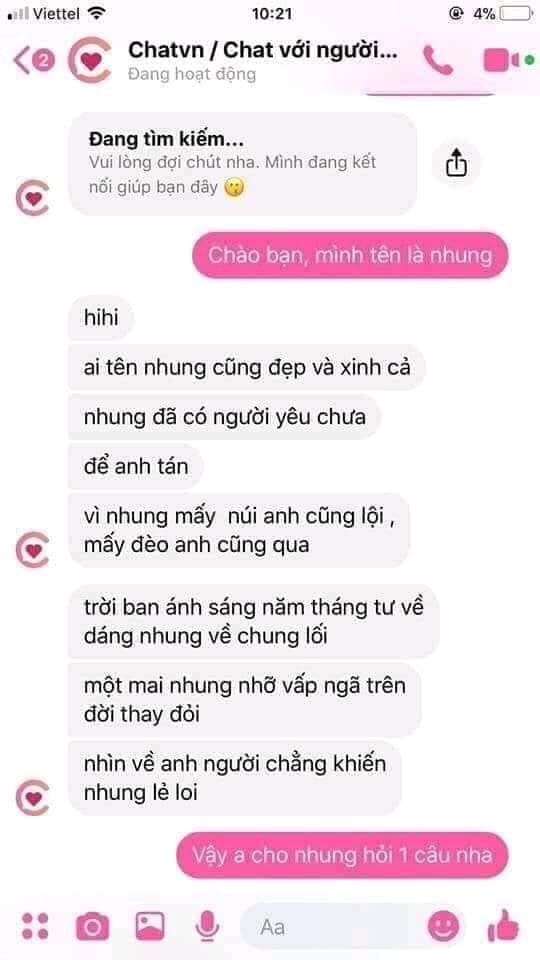 Viettel
10:21
4%
2
Chatvn / Chat với người...
Đang hoạt động
Đang tìm kiếm...
Vui lòng đợi chút nha. Mình đang kết
nối giúp bạn đây
Chào bạn, mình tên là nhung
hihi
ai tên nhung cũng đẹp và xinh cả
nhung đã có người yêu chưa
để anh tán
vì nhung mấy núi anh cũng lội ,
mấy đèo anh cũng qua
trời ban ánh sáng năm tháng tư về
dáng nhung về chung lối
một mai nhung nhỡ vấp ngã trên
đời thay đỏi
nhìn về anh người chẳng khiến
nhung lẻ loi
Vậy a cho nhung hỏi 1 câu nha
Aa